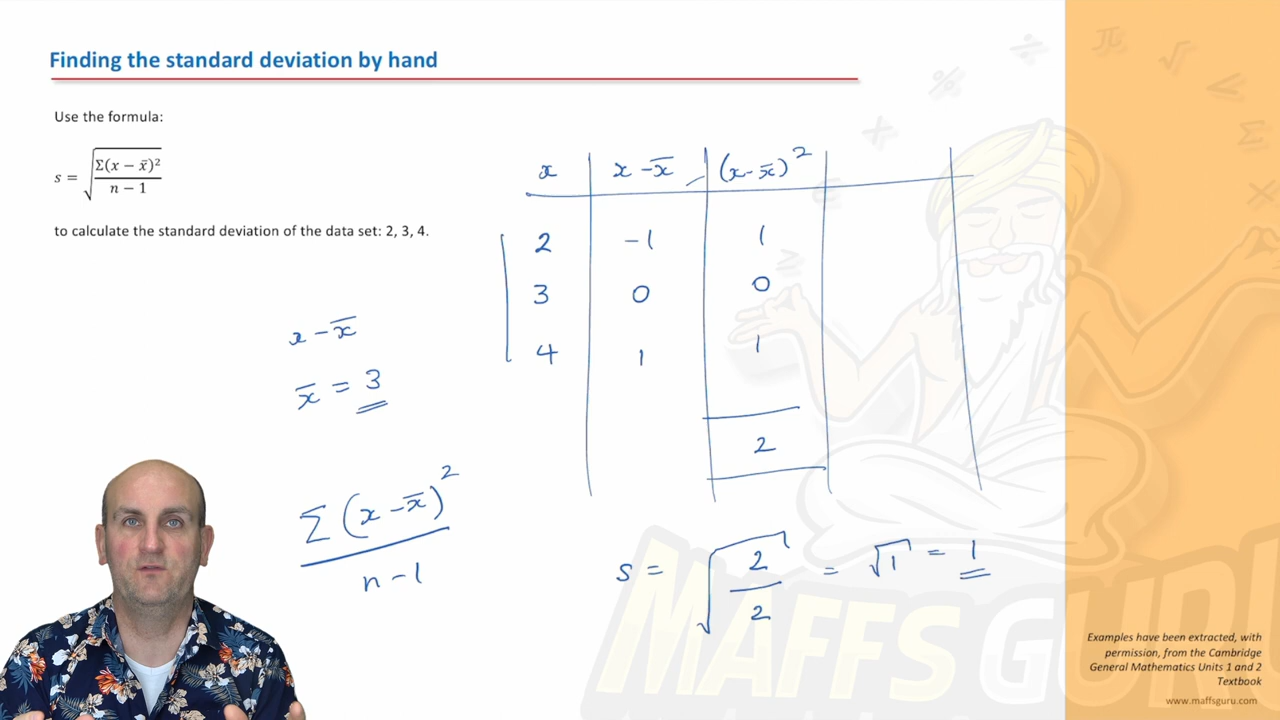 Finding the standard deviation by hand
Use the formula:
s = √(Σ(x − x̄)² / (n − 1))
to calculate the standard deviation of the data set: 2, 3, 4.
x | x − x̄ | (x − x̄)²
2 | −1 | 1
3 | 0 | 0
4 | 1 | 1
2
x − x̄
x̄ = 3
Σ (x − x̄)² / (n − 1)
s = √(2/2) = √1 = 1
MAFFS GURU
Examples have been extracted, with
permission, from the Cambridge
General Mathematics Units 1 and 2
Textbook
www.maffsguru.com